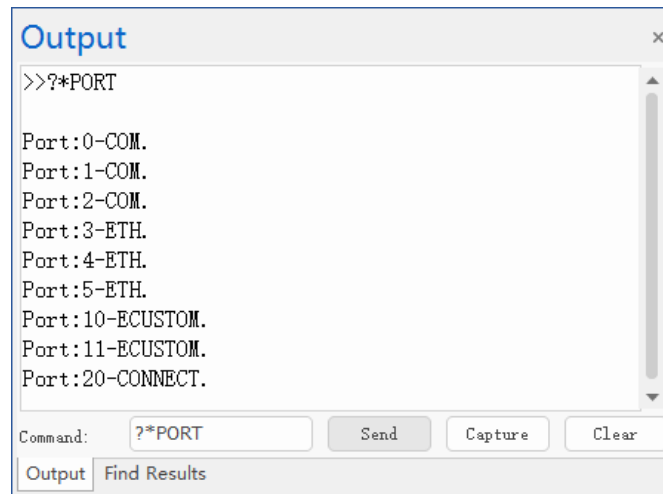 Output
>>?*PORT
Port:0-COM.
Port:1-COM.
Port:2-COM.
Port:3-ETH.
Port:4-ETH.
Port:5-ETH.
Port:10-ECUSTOM.
Port:11-ECUSTOM.
Port:20-CONNECT.
Command: ?*PORT Send Capture Clear
Output Find Results